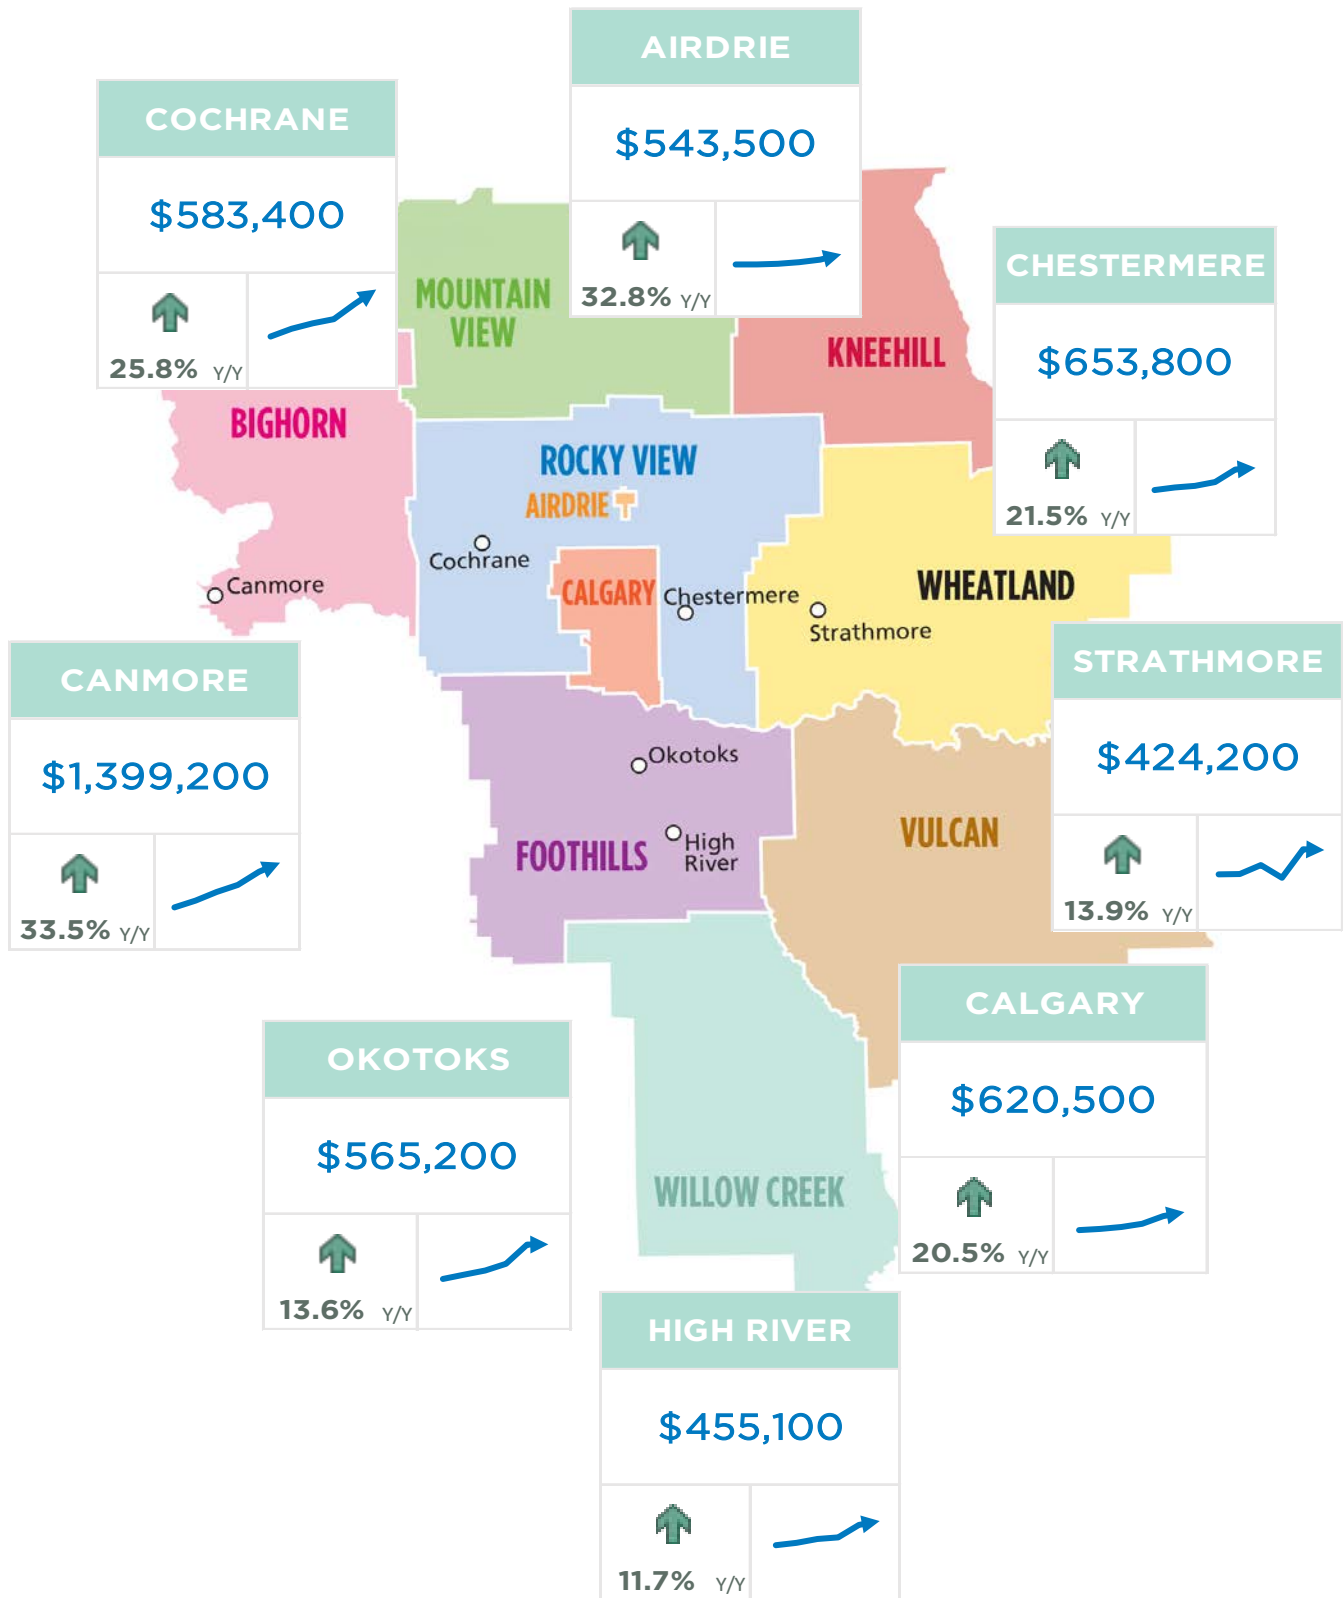 AIRDRIE
$543,500
32.8% Y/Y
COCHRANE
$583,400
25.8% Y/Y
CHESTERMERE
$653,800
21.5% Y/Y
MOUNTAIN
VIEW
KNEEHILL
BIGHORN
ROCKY VIEW
AIRDRIE
Cochrane
Canmore
CALGARY
Chestermere
WHEATLAND
Strathmore
CANMORE
$1,399,200
33.5% Y/Y
STRATHMORE
$424,200
13.9% Y/Y
Okotoks
High
River
FOOTHILLS
VULCAN
CALGARY
$620,500
20.5% Y/Y
OKOTOKS
$565,200
13.6% Y/Y
WILLOW CREEK
HIGH RIVER
$455,100
11.7% Y/Y